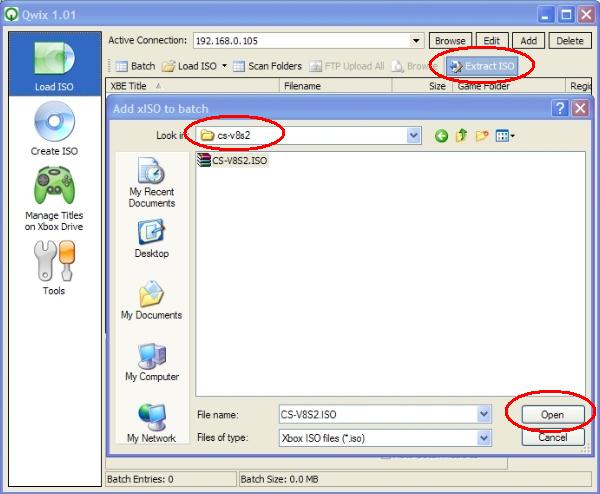 Qwix 1.01
Load ISO
Create ISO
Manage Titles
on Xbox Drive
Tools
Active Connection: 192.168.0.105 Browse Edit Add Delete
Batch Load ISO Scan Folders FTP Upload All Browse Extract ISO
XBE Title Filename Size Game Folder Regi
Add xISO to batch
Look in: cs-v8s2
CS-V8S2.ISO
My Recent
Documents
Desktop
My Documents
My Computer
My Network
File name: CS-V8S2.ISO Open
Files of type: Xbox ISO files (*.iso) Cancel
Batch Entries: 0 Batch Size: 0.0 MB